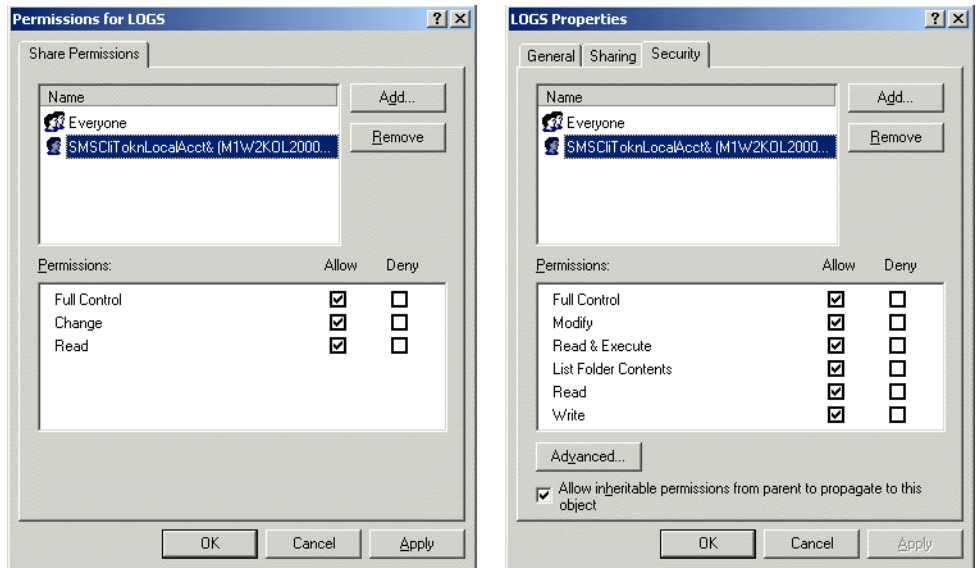 Permissions for LOGS
Share Permissions
Name
Everyone
SMSCliToknLocalAcct& (M1W2KOL2000...
Add...
Remove
Permissions: Allow Deny
Full Control
Change
Read
OK Cancel Apply
LOGS Properties
General Sharing Security
Name
Everyone
SMSCliToknLocalAcct& (M1W2KOL2000...
Add...
Remove
Permissions: Allow Deny
Full Control
Modify
Read & Execute
List Folder Contents
Read
Write
Advanced...
Allow inheritable permissions from parent to propagate to this
object
OK Cancel Apply